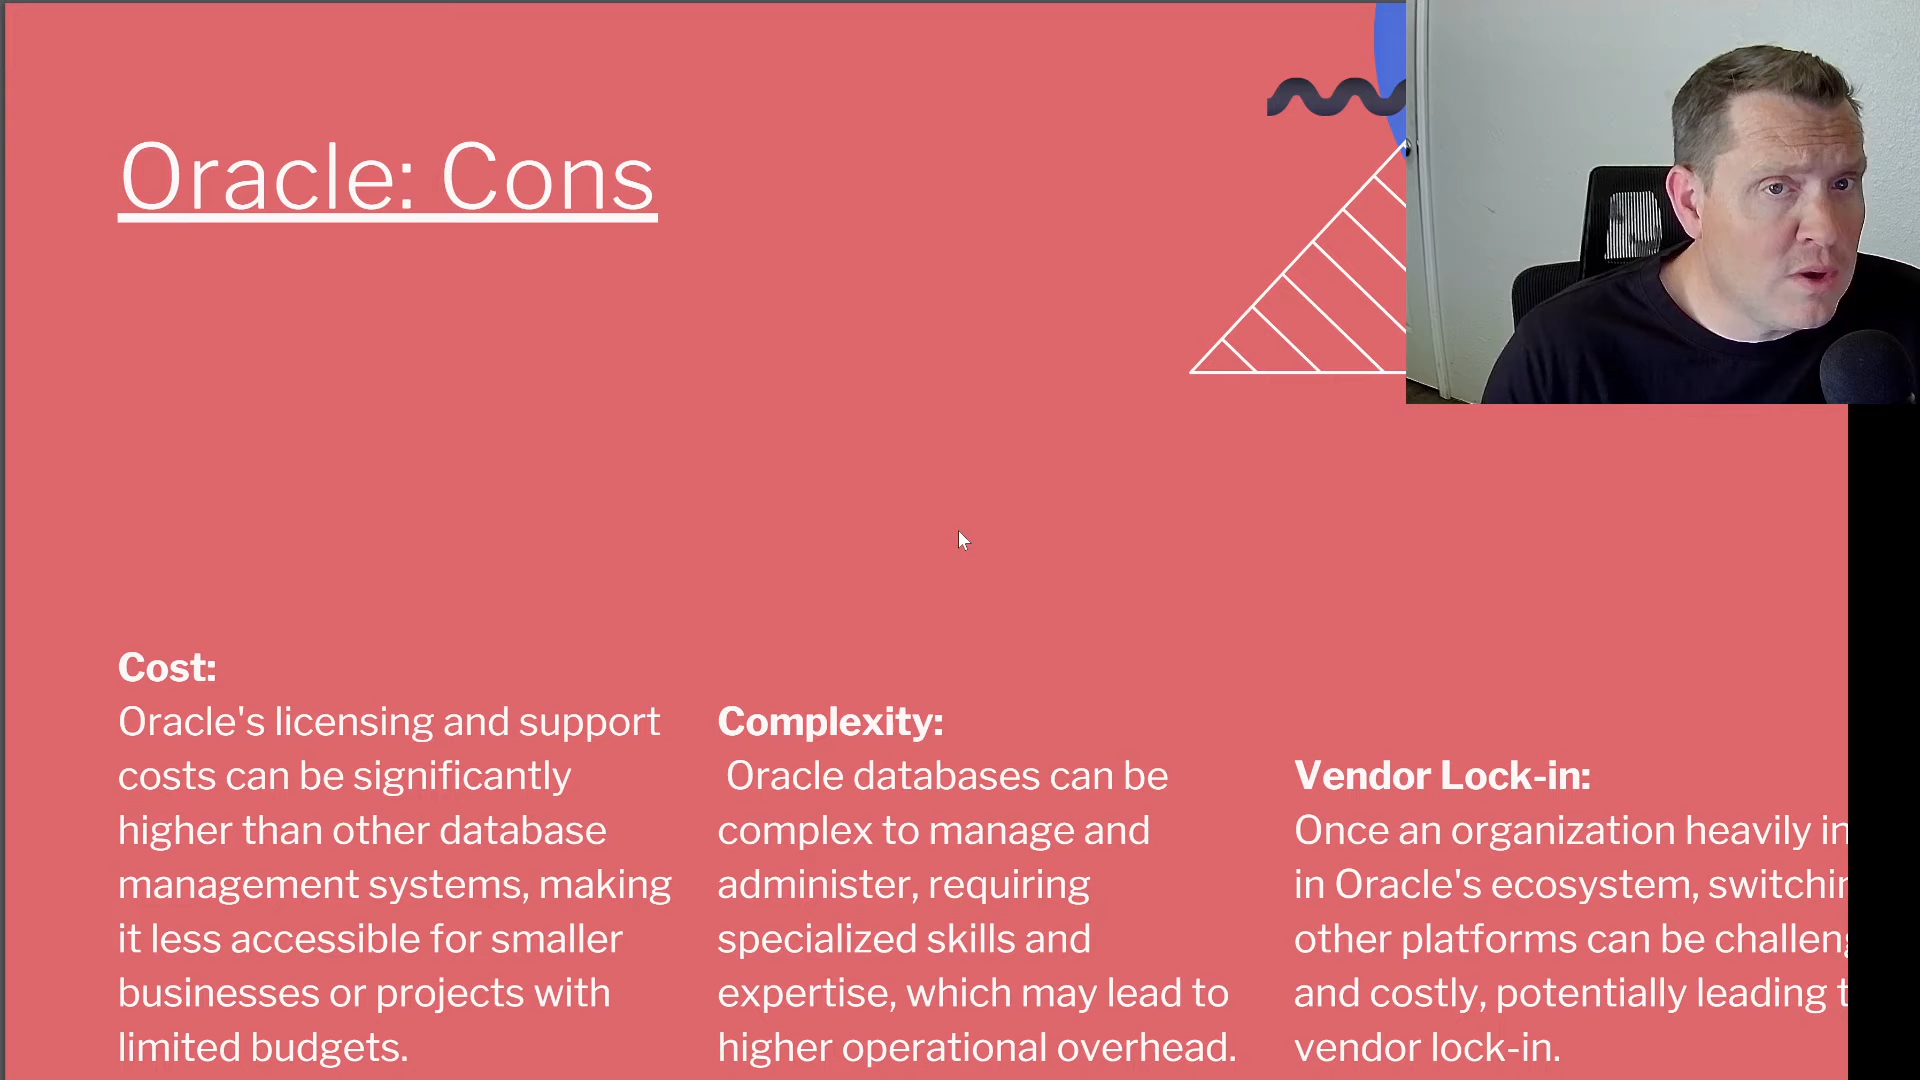 Oracle: Cons
Cost:
Oracle's licensing and support
costs can be significantly
higher than other database
management systems, making
it less accessible for smaller
businesses or projects with
limited budgets.
Complexity:
Oracle databases can be
complex to manage and
administer, requiring
specialized skills and
expertise, which may lead to
higher operational overhead.
Vendor Lock-in:
Once an organization heavily
in Oracle's ecosystem,
other platforms can be
and costly, potentially leading
vendor lock-in.